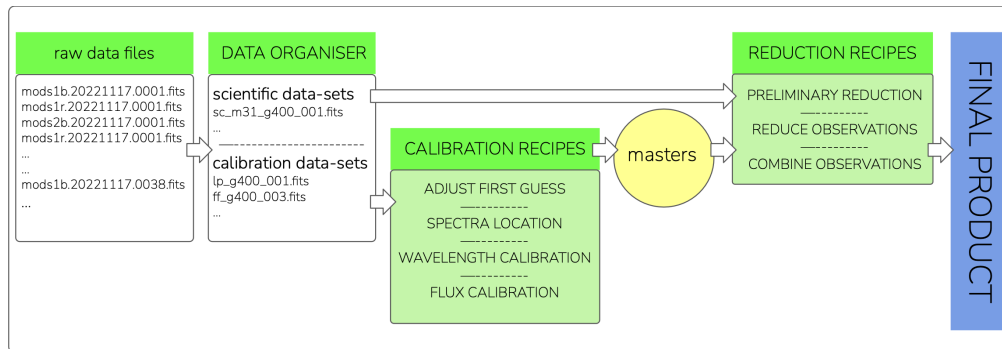 raw data files
mods1b.20221117.0001.fits
mods1r.20221117.0001.fits
mods2b.20221117.0001.fits
mods1r.20221117.0001.fits
...
...
mods1b.20221117.0038.fits
...
DATA ORGANISER
scientific data-sets
sc_m31_g400_001.fits
...
calibration data-sets
lp_g400_001.fits
ff_g400_003.fits
...
CALIBRATION RECIPES
ADJUST FIRST GUESS
SPECTRA LOCATION
WAVELENGTH CALIBRATION
FLUX CALIBRATION
masters
REDUCTION RECIPES
PRELIMINARY REDUCTION
REDUCE OBSERVATIONS
COMBINE OBSERVATIONS
FINAL PRODUCT